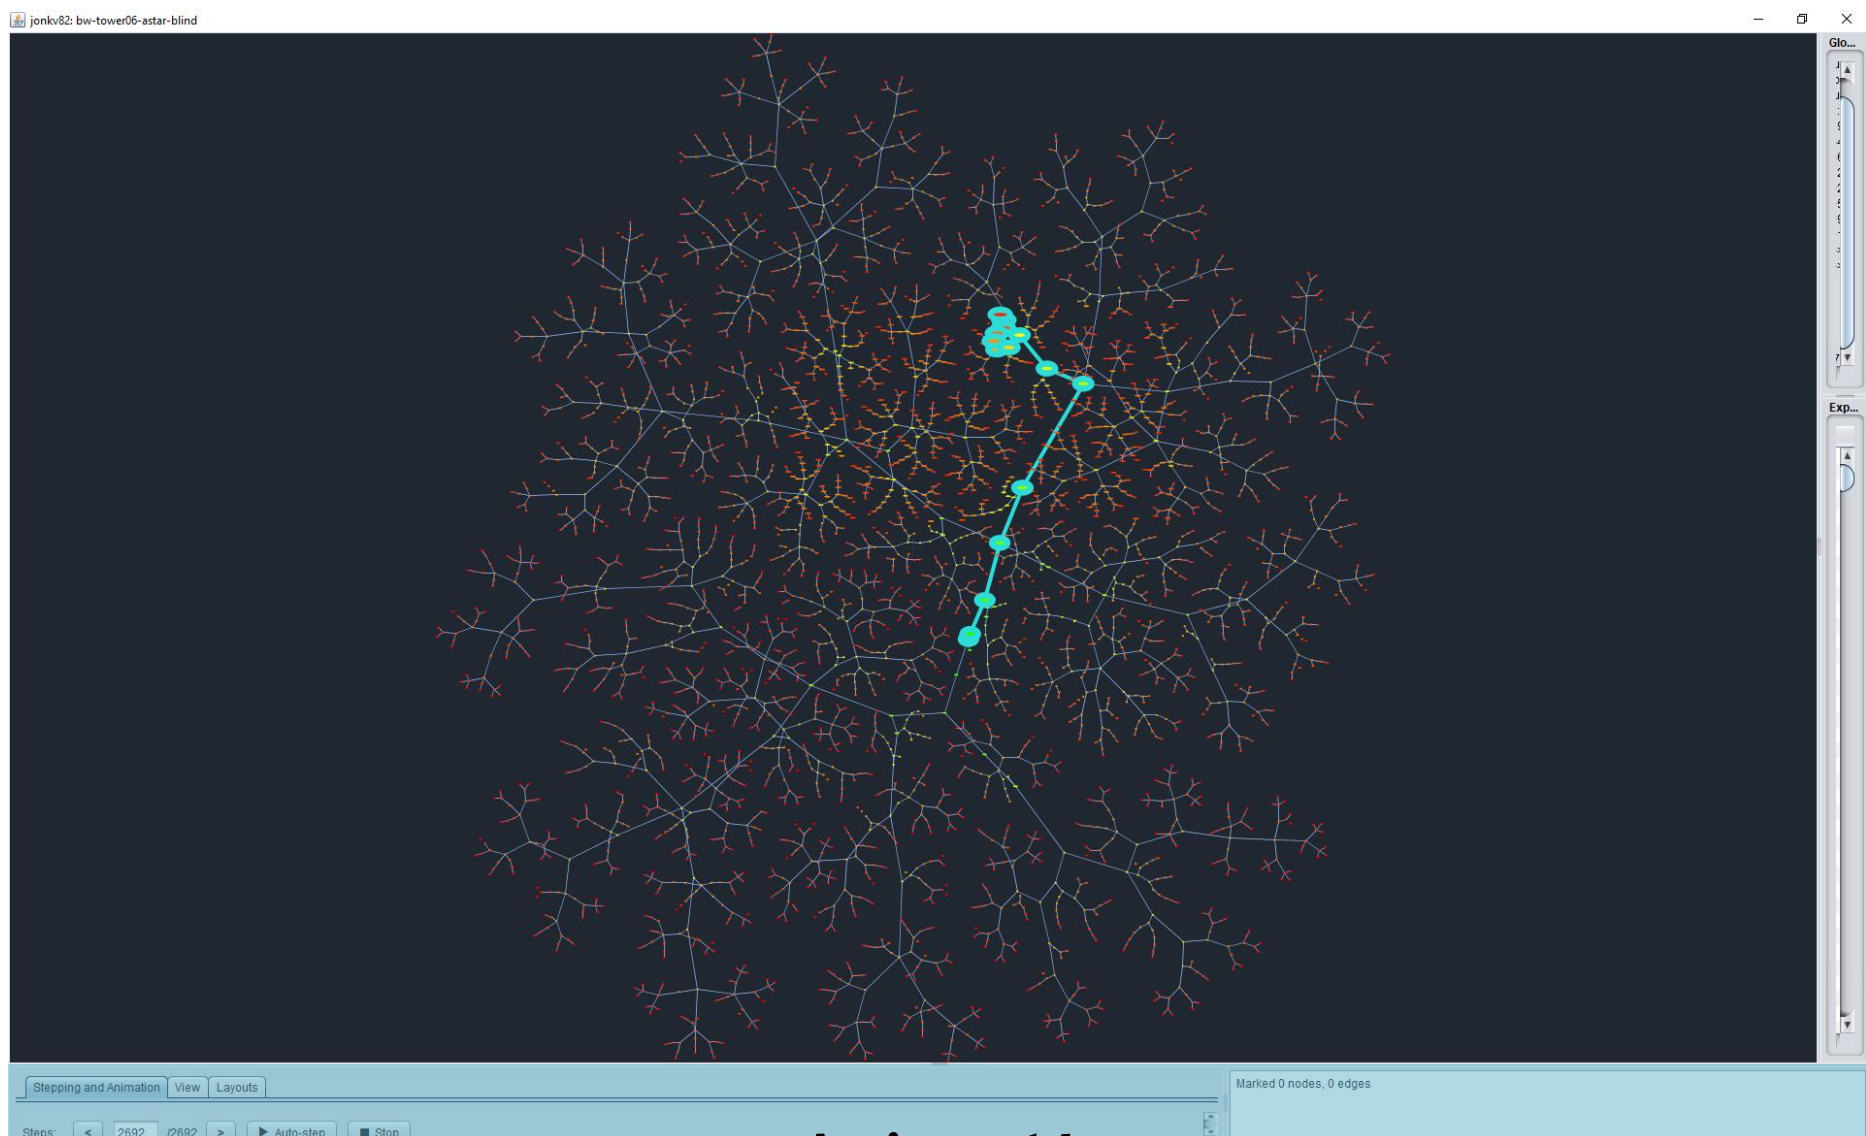 jonkv82: bw-tower06-astar-blind
Glo...
Exp...
Stepping and Animation View Layouts
Marked 0 nodes, 0 edges
Steps: < 2692 /2692 > Auto-step Stop